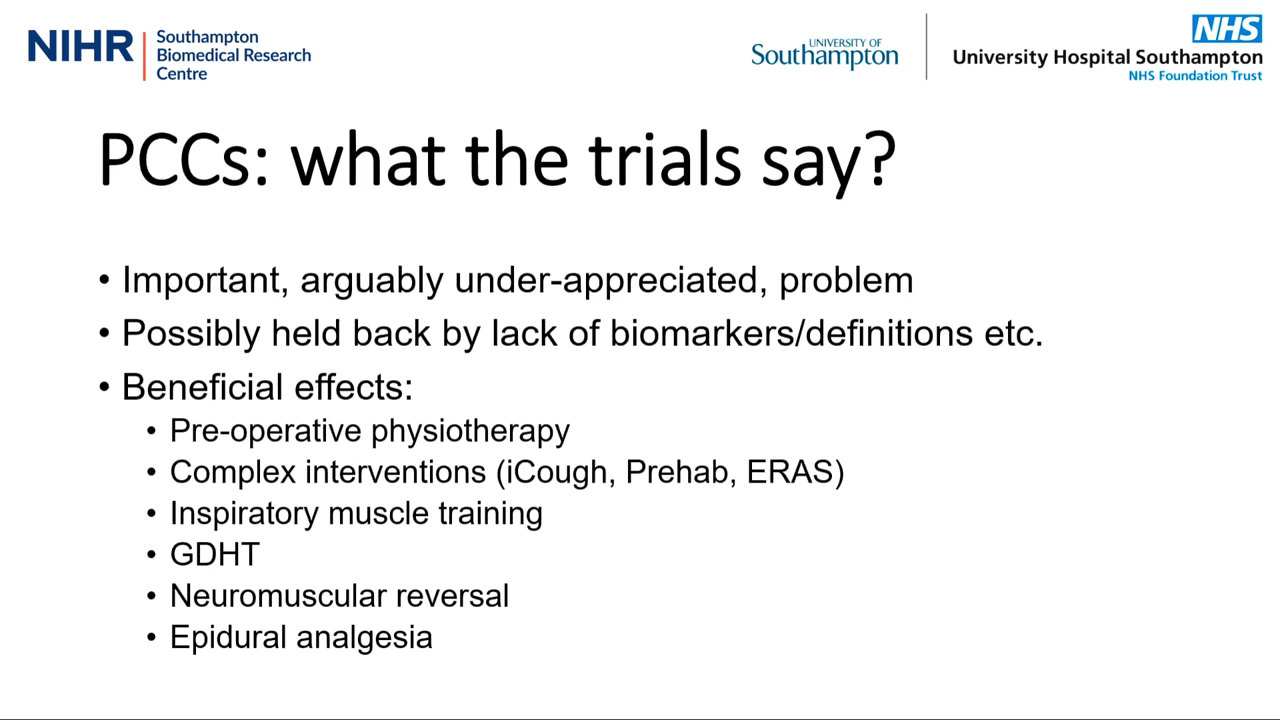 NIHR
Southampton
Biomedical Research
Centre
UNIVERSITY OF
Southampton
NHS
University Hospital Southampton
NHS Foundation Trust
PCCs: what the trials say?
• Important, arguably under-appreciated, problem
• Possibly held back by lack of biomarkers/definitions etc.
• Beneficial effects:
• Pre-operative physiotherapy
• Complex interventions (iCough, Prehab, ERAS)
• Inspiratory muscle training
• GDHT
• Neuromuscular reversal
• Epidural analgesia